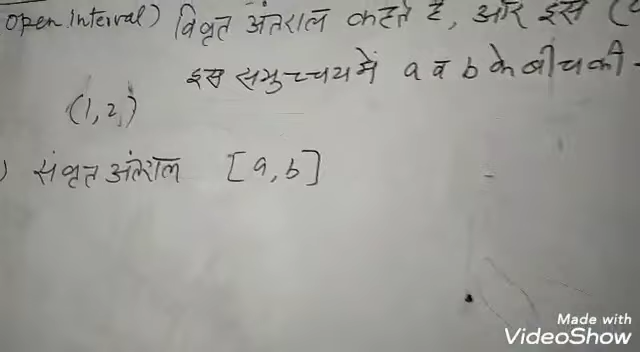 open interval) विवृत अंतराल कहते है, और इसे (
इस समुच्चय में a व b के बीच की
(1,2)
) संवृत अंतराल [a, b]
Made with
VideoShow